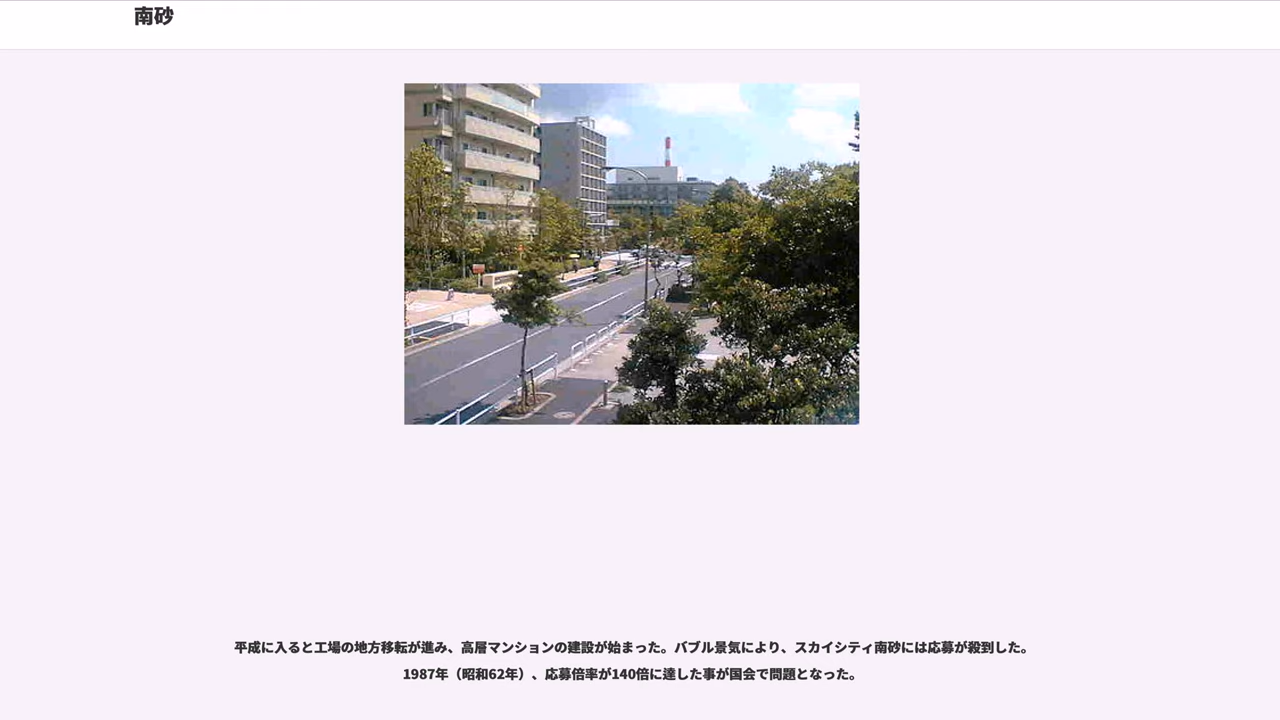 南砂
平成に入ると工場の地方移転が進み、高層マンションの建設が始まった。バブル景気により、スカイシティ南砂には応募が殺到した。
1987年（昭和62年）、応募倍率が140倍に達した事が国会で問題となった。